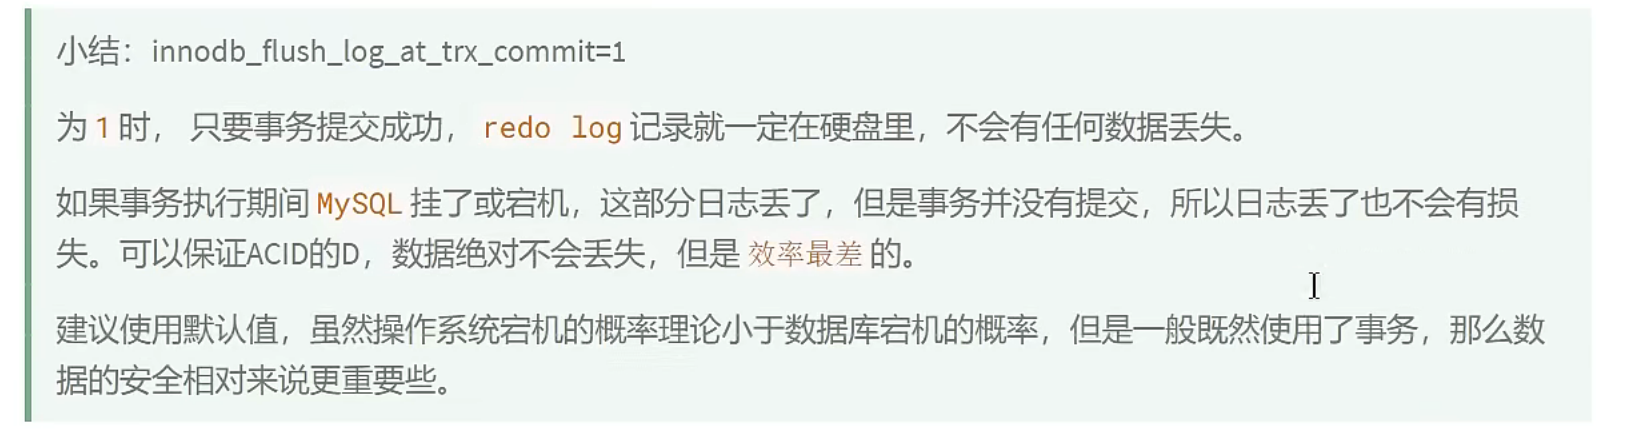 小结：innodb_flush_log_at_trx_commit=1
为 1 时， 只要事务提交成功， redo log 记录就一定在硬盘里，不会有任何数据丢失。
如果事务执行期间 MySQL 挂了或宕机，这部分日志丢了，但是事务并没有提交，所以日志丢了也不会有损
失。可以保证ACID的D，数据绝对不会丢失，但是 效率最差 的。
建议使用默认值，虽然操作系统宕机的概率理论小于数据库宕机的概率，但是一般既然使用了事务，那么数
据的安全相对来说更重要些。